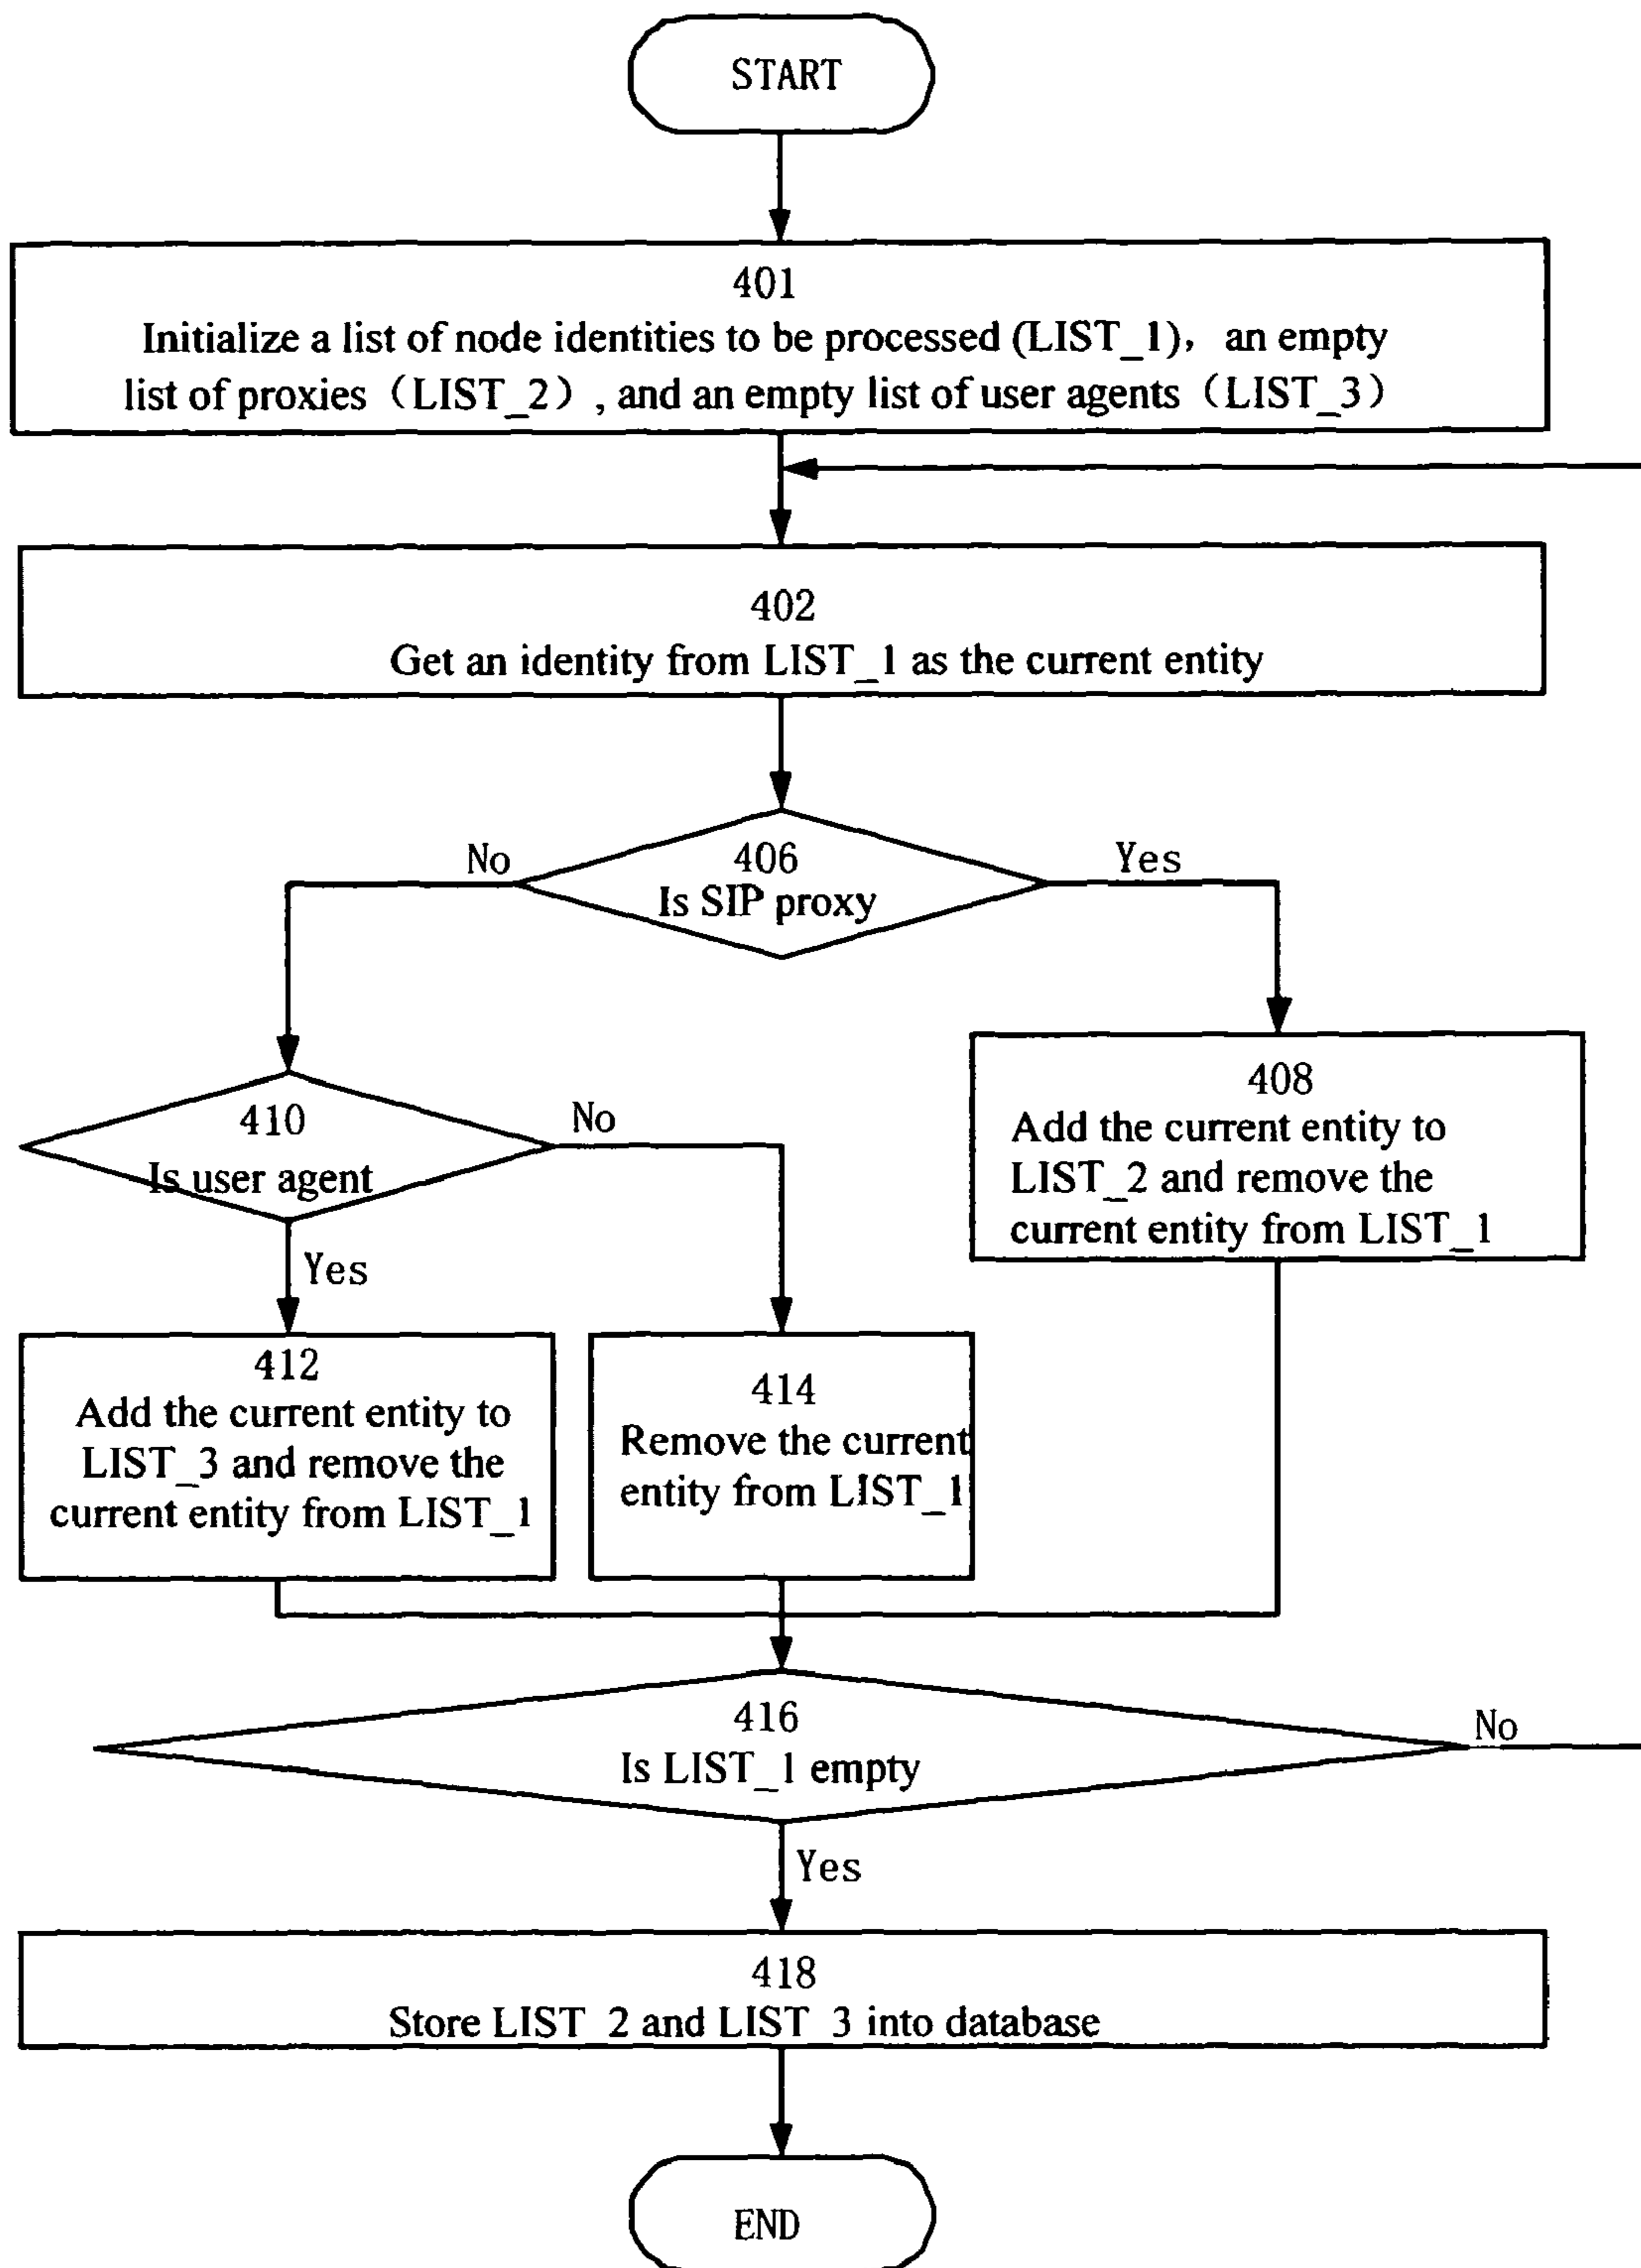 START
401
Initialize a list of node identities to be processed (LIST_1), an empty
list of proxies (LIST_2) , and an empty list of user agents (LIST_3)
402
Get an identity from LIST_1 as the current entity
No
406
Yes
Is SIP proxy
408
Add the current entity to
LIST_2 and remove the
current entity from LIST_1
410
No
Is user agent
Yes
412
Add the current entity to
LIST_3 and remove the
current entity from LIST_1
414
Remove the current
entity from LIST_1
416
No
Is LIST_1 empty
Yes
418
Store LIST_2 and LIST_3 into database
END